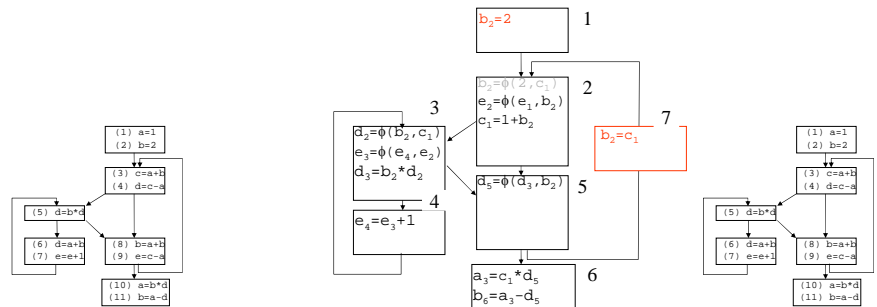 (1) a=1
(2) b=2
(3) c=a+b
(4) d=c-a
(5) d=b*d
(6) d=a+b
(7) e=e+1
(8) b=a+b
(9) e=c-a
(10) a=b*d
(11) b=a-d
b₂=2
1
b₂=ϕ(2,c₁)
e₂=ϕ(e₁,b₂)
c₁=1+b₂
2
3
d₂=ϕ(b₂,c₁)
e₃=ϕ(e₄,e₂)
d₃=b₂*d₂
7
b₂=c₁
d₅=ϕ(d₃,b₂)
5
4
e₄=e₃+1
6
a₃=c₁*d₅
b₆=a₃-d₅
(1) a=1
(2) b=2
(3) c=a+b
(4) d=c-a
(5) d=b*d
(6) d=a+b
(7) e=e+1
(8) b=a+b
(9) e=c-a
(10) a=b*d
(11) b=a-d